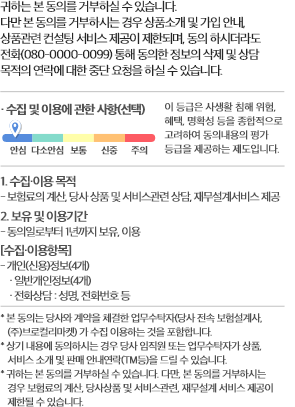 귀하는 본 동의를 거부하실 수 있습니다.
다만 본 동의를 거부하시는 경우 상품소개 및 가입 안내,
상품관련 컨설팅 서비스 제공이 제한되며, 동의 하시더라도
전화(080-0000-0099) 통해 동의한 정보의 삭제 및 상담
목적의 연락에 대한 중단 요청을 하실 수 있습니다.
· 수집 및 이용에 관한 사항(선택)
안심 다소안심 보통 신중 주의
이 등급은 사생활 침해 위험,
혜택, 명확성 등을 종합적으로
고려하여 동의내용의 평가
등급을 제공하는 제도입니다.
1. 수집·이용 목적
- 보험료의 계산, 당사 상품 및 서비스관련 상담, 재무설계서비스 제공
2. 보유 및 이용기간
- 동의일로부터 1년까지 보유, 이용
[수집·이용항목]
- 개인(신용)정보(4개)
· 일반개인정보(4개)
· 전화상담 : 성명, 전화번호 등
* 본 동의는 당사와 계약을 체결한 업무수탁자(당사 전속 보험설계사,
(주)브로컬리마켓) 가 수집 이용하는 것을 포함합니다.
* 상기 내용에 동의하시는 경우 당사 임직원 또는 업무수탁자가 상품,
서비스 소개 및 판매 안내연락(TM등)을 드릴 수 있습니다.
* 귀하는 본 동의를 거부하실 수 있습니다. 다만, 본 동의를 거부하시는
경우 보험료의 계산, 당사상품 및 서비스관련, 재무설계 서비스 제공이
제한될 수 있습니다.